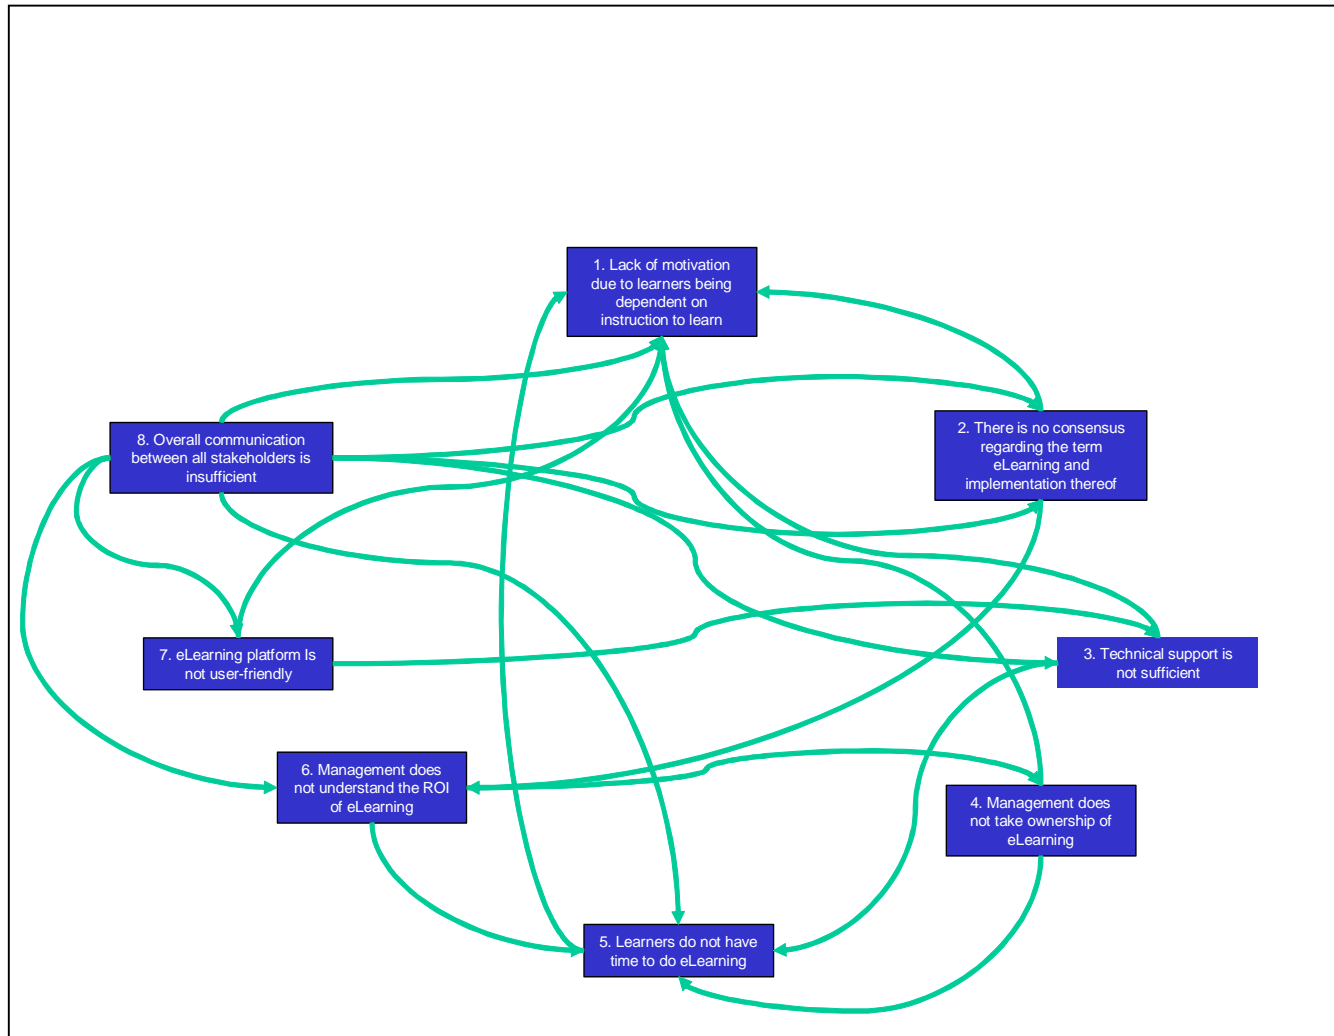 1. Lack of motivation
due to learners being
dependent on
instruction to learn
2. There is no consensus
regarding the term
eLearning and
implementation thereof
8. Overall communication
between all stakeholders is
insufficient
7. eLearning platform Is
not user-friendly
3. Technical support is
not sufficient
6. Management does
not understand the ROI
of eLearning
4. Management does
not take ownership of
eLearning
5. Learners do not have
time to do eLearning